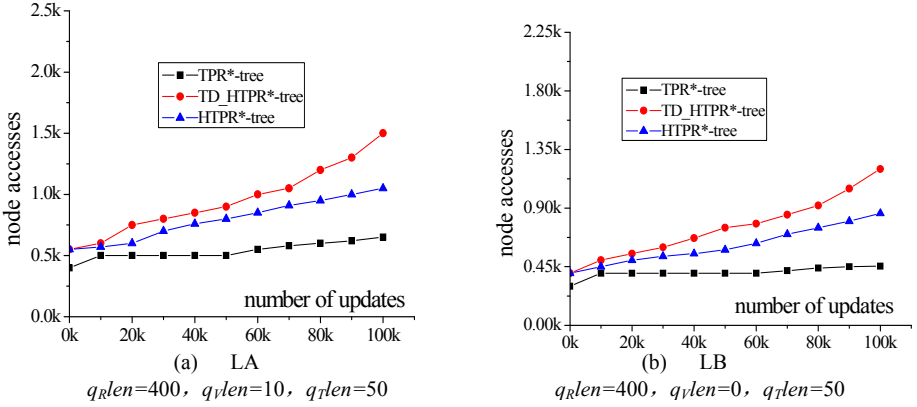 2.5k
2.0k
1.5k
1.0k
0.5k
0.0k
node accesses
TPR*-tree
TD_HTPR*-tree
HTPR*-tree
number of updates
0k 20k 40k 60k 80k 100k
(a) LA
qRlen=400，qVlen=10，qTlen=50
2.25k
1.80k
1.35k
0.90k
0.45k
0.00k
node accesses
TPR*-tree
TD_HTPR*-tree
HTPR*-tree
number of updates
0k 20k 40k 60k 80k 100k
(b) LB
qRlen=400，qVlen=0，qTlen=50